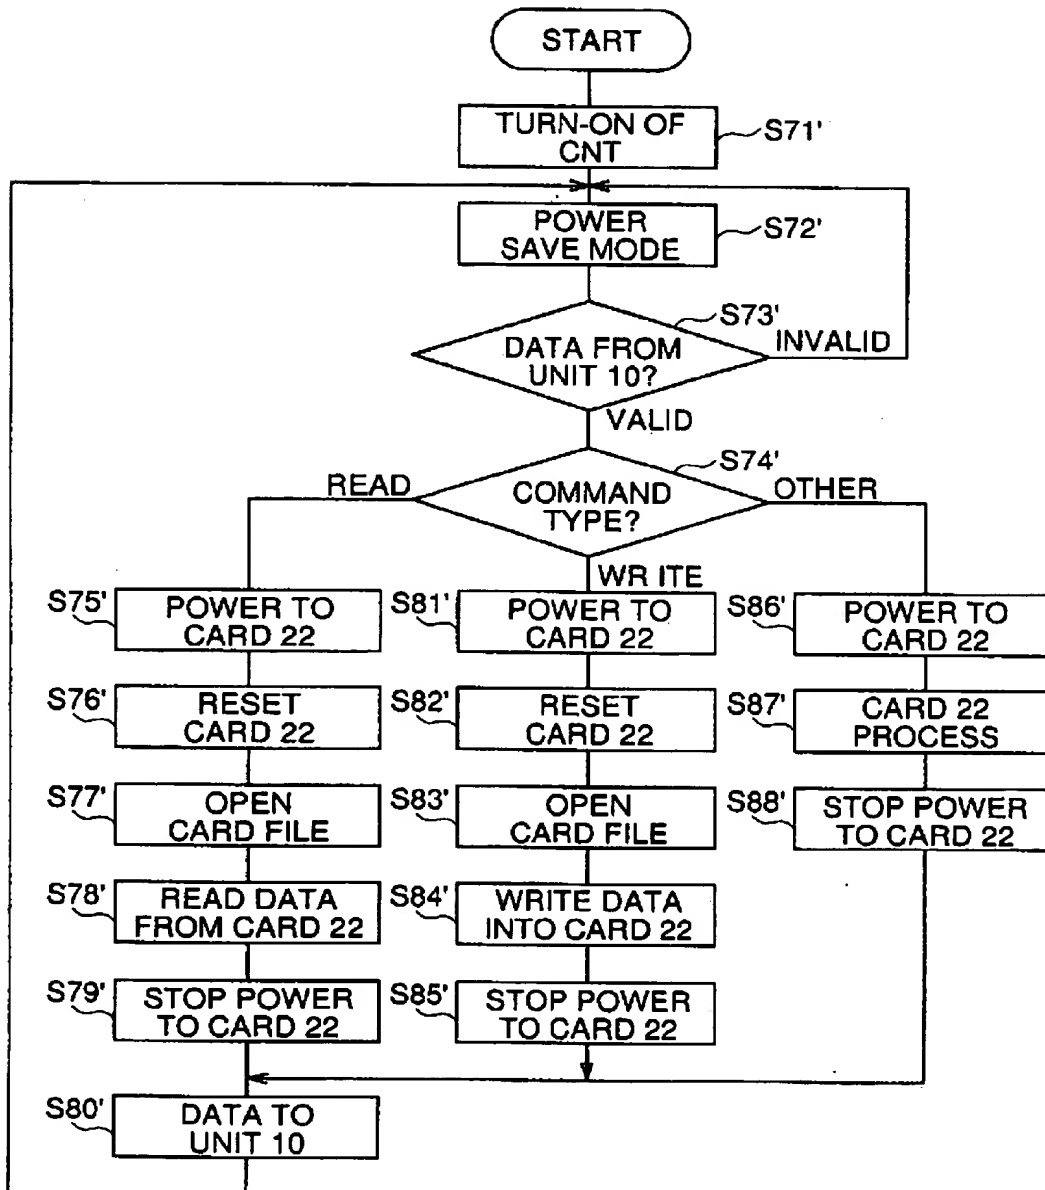 START
TURN-ON OF
CNT
S71'
POWER
SAVE MODE
S72'
S73'
DATA FROM
UNIT 10?
INVALID
VALID
S74'
READ
COMMAND
TYPE?
OTHER
WR ITE
S75'
POWER TO
CARD 22
S81'
POWER TO
CARD 22
S86'
POWER TO
CARD 22
S76'
RESET
CARD 22
S82'
RESET
CARD 22
S87'
CARD 22
PROCESS
S77'
OPEN
CARD FILE
S83'
OPEN
CARD FILE
S88'
STOP POWER
TO CARD 22
S78'
READ DATA
FROM CARD 22
S84'
WRITE DATA
INTO CARD 22
S79'
STOP POWER
TO CARD 22
S85'
STOP POWER
TO CARD 22
S80'
DATA TO
UNIT 10